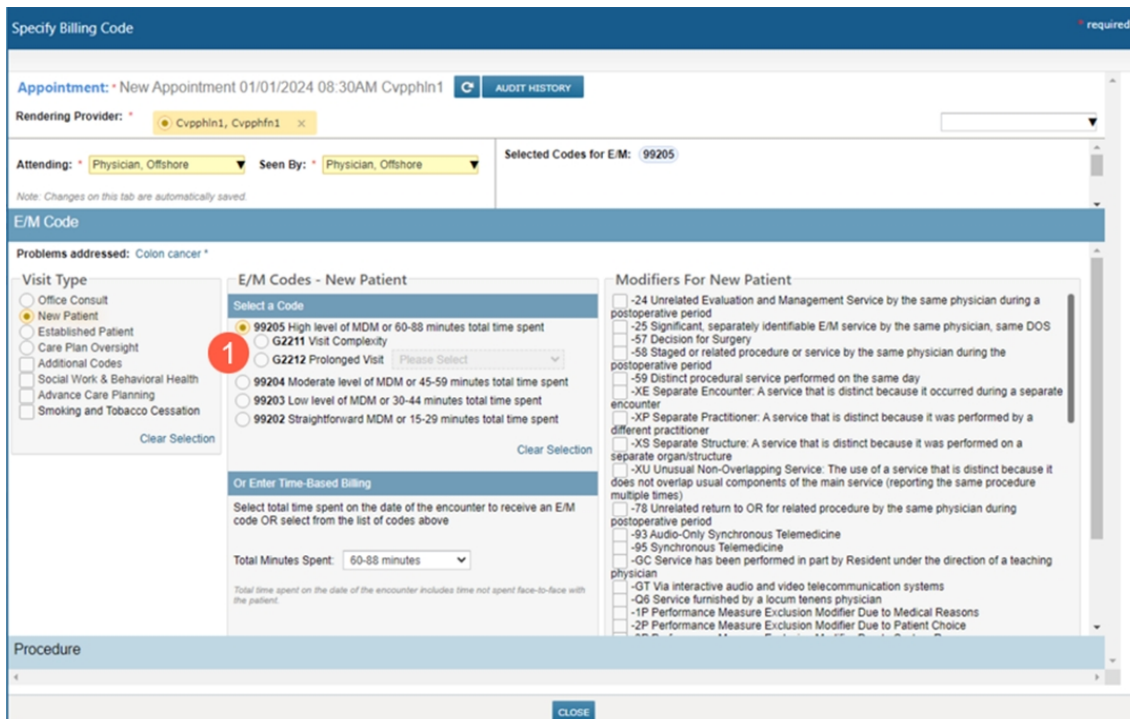 Specify Billing Code
* required
Appointment: * New Appointment 01/01/2024 08:30AM Cvpphln1
AUDIT HISTORY
Rendering Provider: *
Cvpphln1, Cvpphfn1 ×
Attending: * Physician, Offshore
Seen By: * Physician, Offshore
Note: Changes on this tab are automatically saved.
Selected Codes for E/M: 99205
E/M Code
Problems addressed: Colon cancer *
Visit Type
Office Consult
New Patient
Established Patient
Care Plan Oversight
Additional Codes
Social Work & Behavioral Health
Advance Care Planning
Smoking and Tobacco Cessation
Clear Selection
E/M Codes - New Patient
Select a Code
99205 High level of MDM or 60-88 minutes total time spent
1
G2211 Visit Complexity
G2212 Prolonged Visit Please Select
99204 Moderate level of MDM or 45-59 minutes total time spent
99203 Low level of MDM or 30-44 minutes total time spent
99202 Straightforward MDM or 15-29 minutes total time spent
Clear Selection
Or Enter Time-Based Billing
Select total time spent on the date of the encounter to receive an E/M
code OR select from the list of codes above
Total Minutes Spent: 60-88 minutes
Total time spent on the date of the encounter includes time not spent face-to-face with
the patient.
Modifiers For New Patient
-24 Unrelated Evaluation and Management Service by the same physician during a
postoperative period
-25 Significant, separately identifiable E/M service by the same physician, same DOS
-57 Decision for Surgery
-58 Staged or related procedure or service by the same physician during the
postoperative period
-59 Distinct procedural service performed on the same day
-XE Separate Encounter: A service that is distinct because it occurred during a separate
encounter
-XP Separate Practitioner: A service that is distinct because it was performed by a
different practitioner
-XS Separate Structure: A service that is distinct because it was performed on a
separate organ/structure
-XU Unusual Non-Overlapping Service: The use of a service that is distinct because it
does not overlap usual components of the main service (reporting the same procedure
multiple times)
-78 Unrelated return to OR for related procedure by the same physician during
postoperative period
-93 Audio-Only Synchronous Telemedicine
-95 Synchronous Telemedicine
-GC Service has been performed in part by Resident under the direction of a teaching
physician
-GT Via interactive audio and video telecommunication systems
-Q6 Service furnished by a locum tenens physician
-1P Performance Measure Exclusion Modifier Due to Medical Reasons
-2P Performance Measure Exclusion Modifier Due to Patient Choice
Procedure
CLOSE